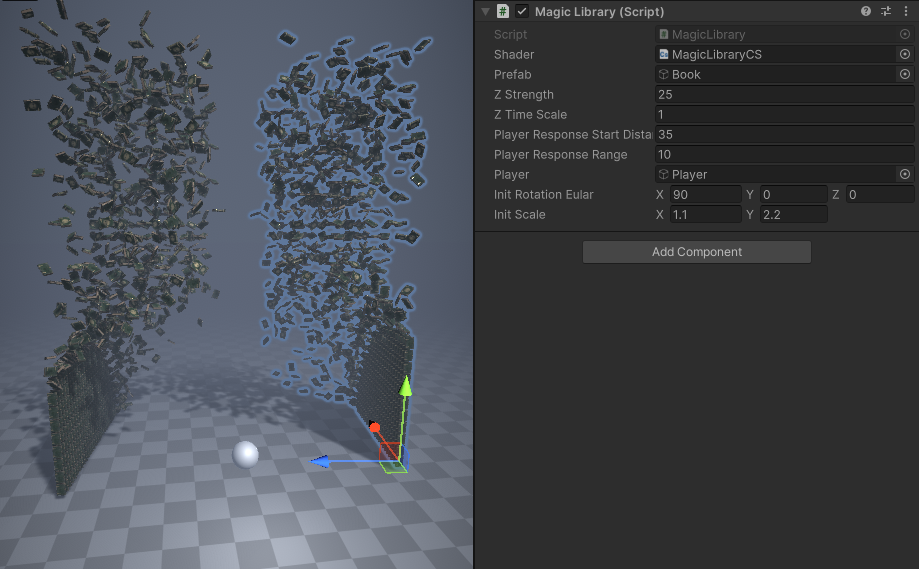 Magic Library (Script)
Script MagicLibrary
Shader MagicLibraryCS
Prefab Book
Z Strength 25
Z Time Scale 1
Player Response Start Dista 35
Player Response Range 10
Player Player
Init Rotation Eular X 90 Y 0 Z 0
Init Scale X 1.1 Y 2.2
Add Component